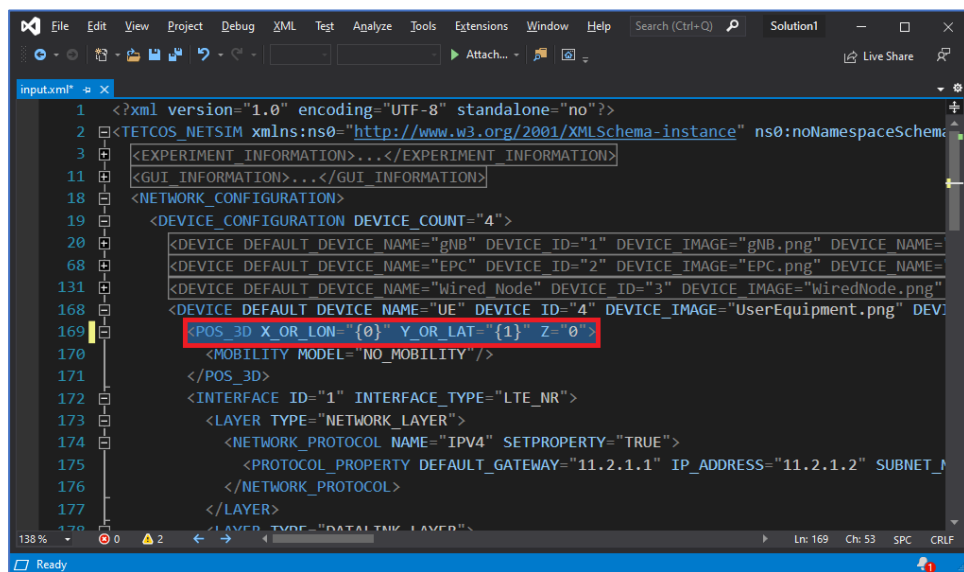 File Edit View Project Debug XML Test Analyze Tools Extensions Window Help Search (Ctrl+Q) Solution1
Attach... Live Share
input.xml*
1 <?xml version="1.0" encoding="UTF-8" standalone="no"?>
2 <TETCOS_NETSIM xmlns:ns0="http://www.w3.org/2001/XMLSchema-instance" ns0:noNamespaceSchema
3 <EXPERIMENT_INFORMATION>...</EXPERIMENT_INFORMATION>
11 <GUI_INFORMATION>...</GUI_INFORMATION>
18 <NETWORK_CONFIGURATION>
19 <DEVICE_CONFIGURATION DEVICE_COUNT="4">
20 <DEVICE DEFAULT_DEVICE_NAME="gNB" DEVICE_ID="1" DEVICE_IMAGE="gNB.png" DEVICE_NAME="
68 <DEVICE DEFAULT_DEVICE_NAME="EPC" DEVICE_ID="2" DEVICE_IMAGE="EPC.png" DEVICE_NAME="
131 <DEVICE DEFAULT_DEVICE_NAME="Wired_Node" DEVICE_ID="3" DEVICE_IMAGE="WiredNode.png"
168 <DEVICE DEFAULT_DEVICE_NAME="UE" DEVICE_ID="4" DEVICE_IMAGE="UserEquipment.png" DEVI
169 <POS_3D X_OR_LON="{0}" Y_OR_LAT="{1}" Z="0">
170 <MOBILITY MODEL="NO_MOBILITY"/>
171 </POS_3D>
172 <INTERFACE ID="1" INTERFACE_TYPE="LTE_NR">
173 <LAYER TYPE="NETWORK_LAYER">
174 <NETWORK_PROTOCOL NAME="IPV4" SETPROPERTY="TRUE">
175 <PROTOCOL_PROPERTY DEFAULT_GATEWAY="11.2.1.1" IP_ADDRESS="11.2.1.2" SUBNET_M
176 </NETWORK_PROTOCOL>
177 </LAYER>
178 <LAYER TYPE="DATALINK_LAYER">
138 % 0 2 Ln: 169 Ch: 53 SPC CRLF
Ready 1